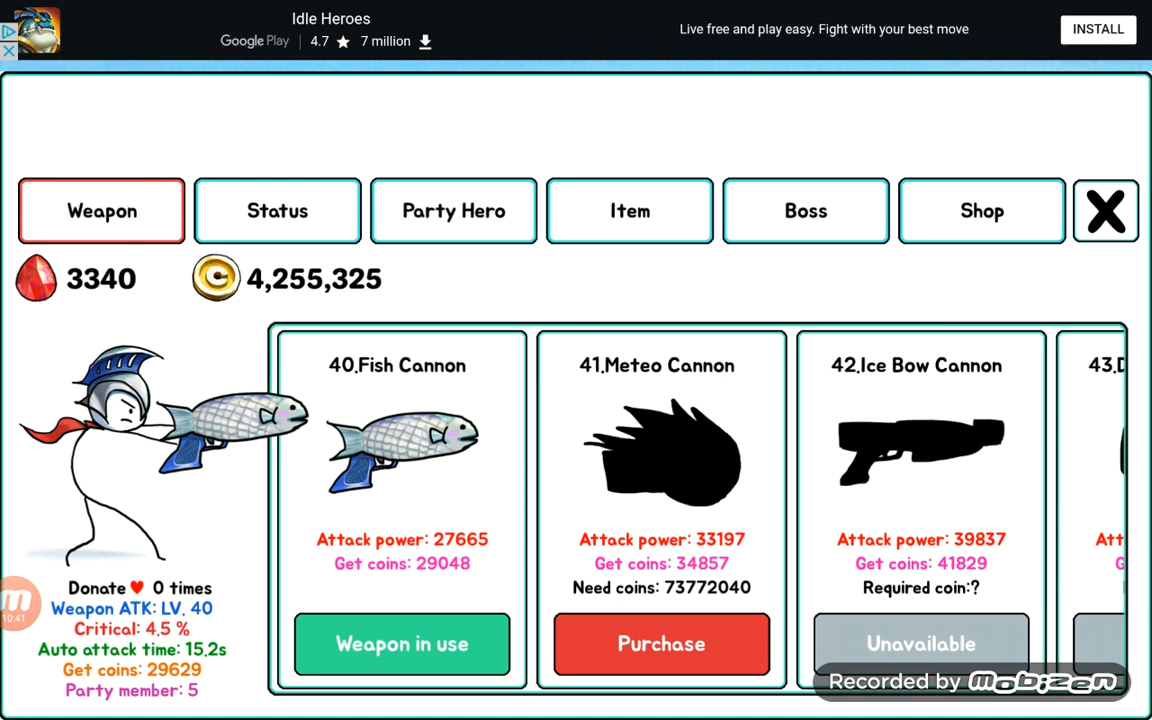 Idle Heroes
Google Play | 4.7 ★ 7 million
Live free and play easy. Fight with your best move
INSTALL
Weapon
Status
Party Hero
Item
Boss
Shop
X
3340
4,255,325
40.Fish Cannon
Attack power: 27665
Get coins: 29048
Weapon in use
41.Meteo Cannon
Attack power: 33197
Get coins: 34857
Need coins: 73772040
Purchase
42.Ice Bow Cannon
Attack power: 39837
Get coins: 41829
Required coin:?
Unavailable
43.D
Att
G
Donate ♥ 0 times
Weapon ATK: LV. 40
Critical: 4.5 %
Auto attack time: 15.2s
Get coins: 29629
Party member: 5
m
10:41
Recorded by mobizen